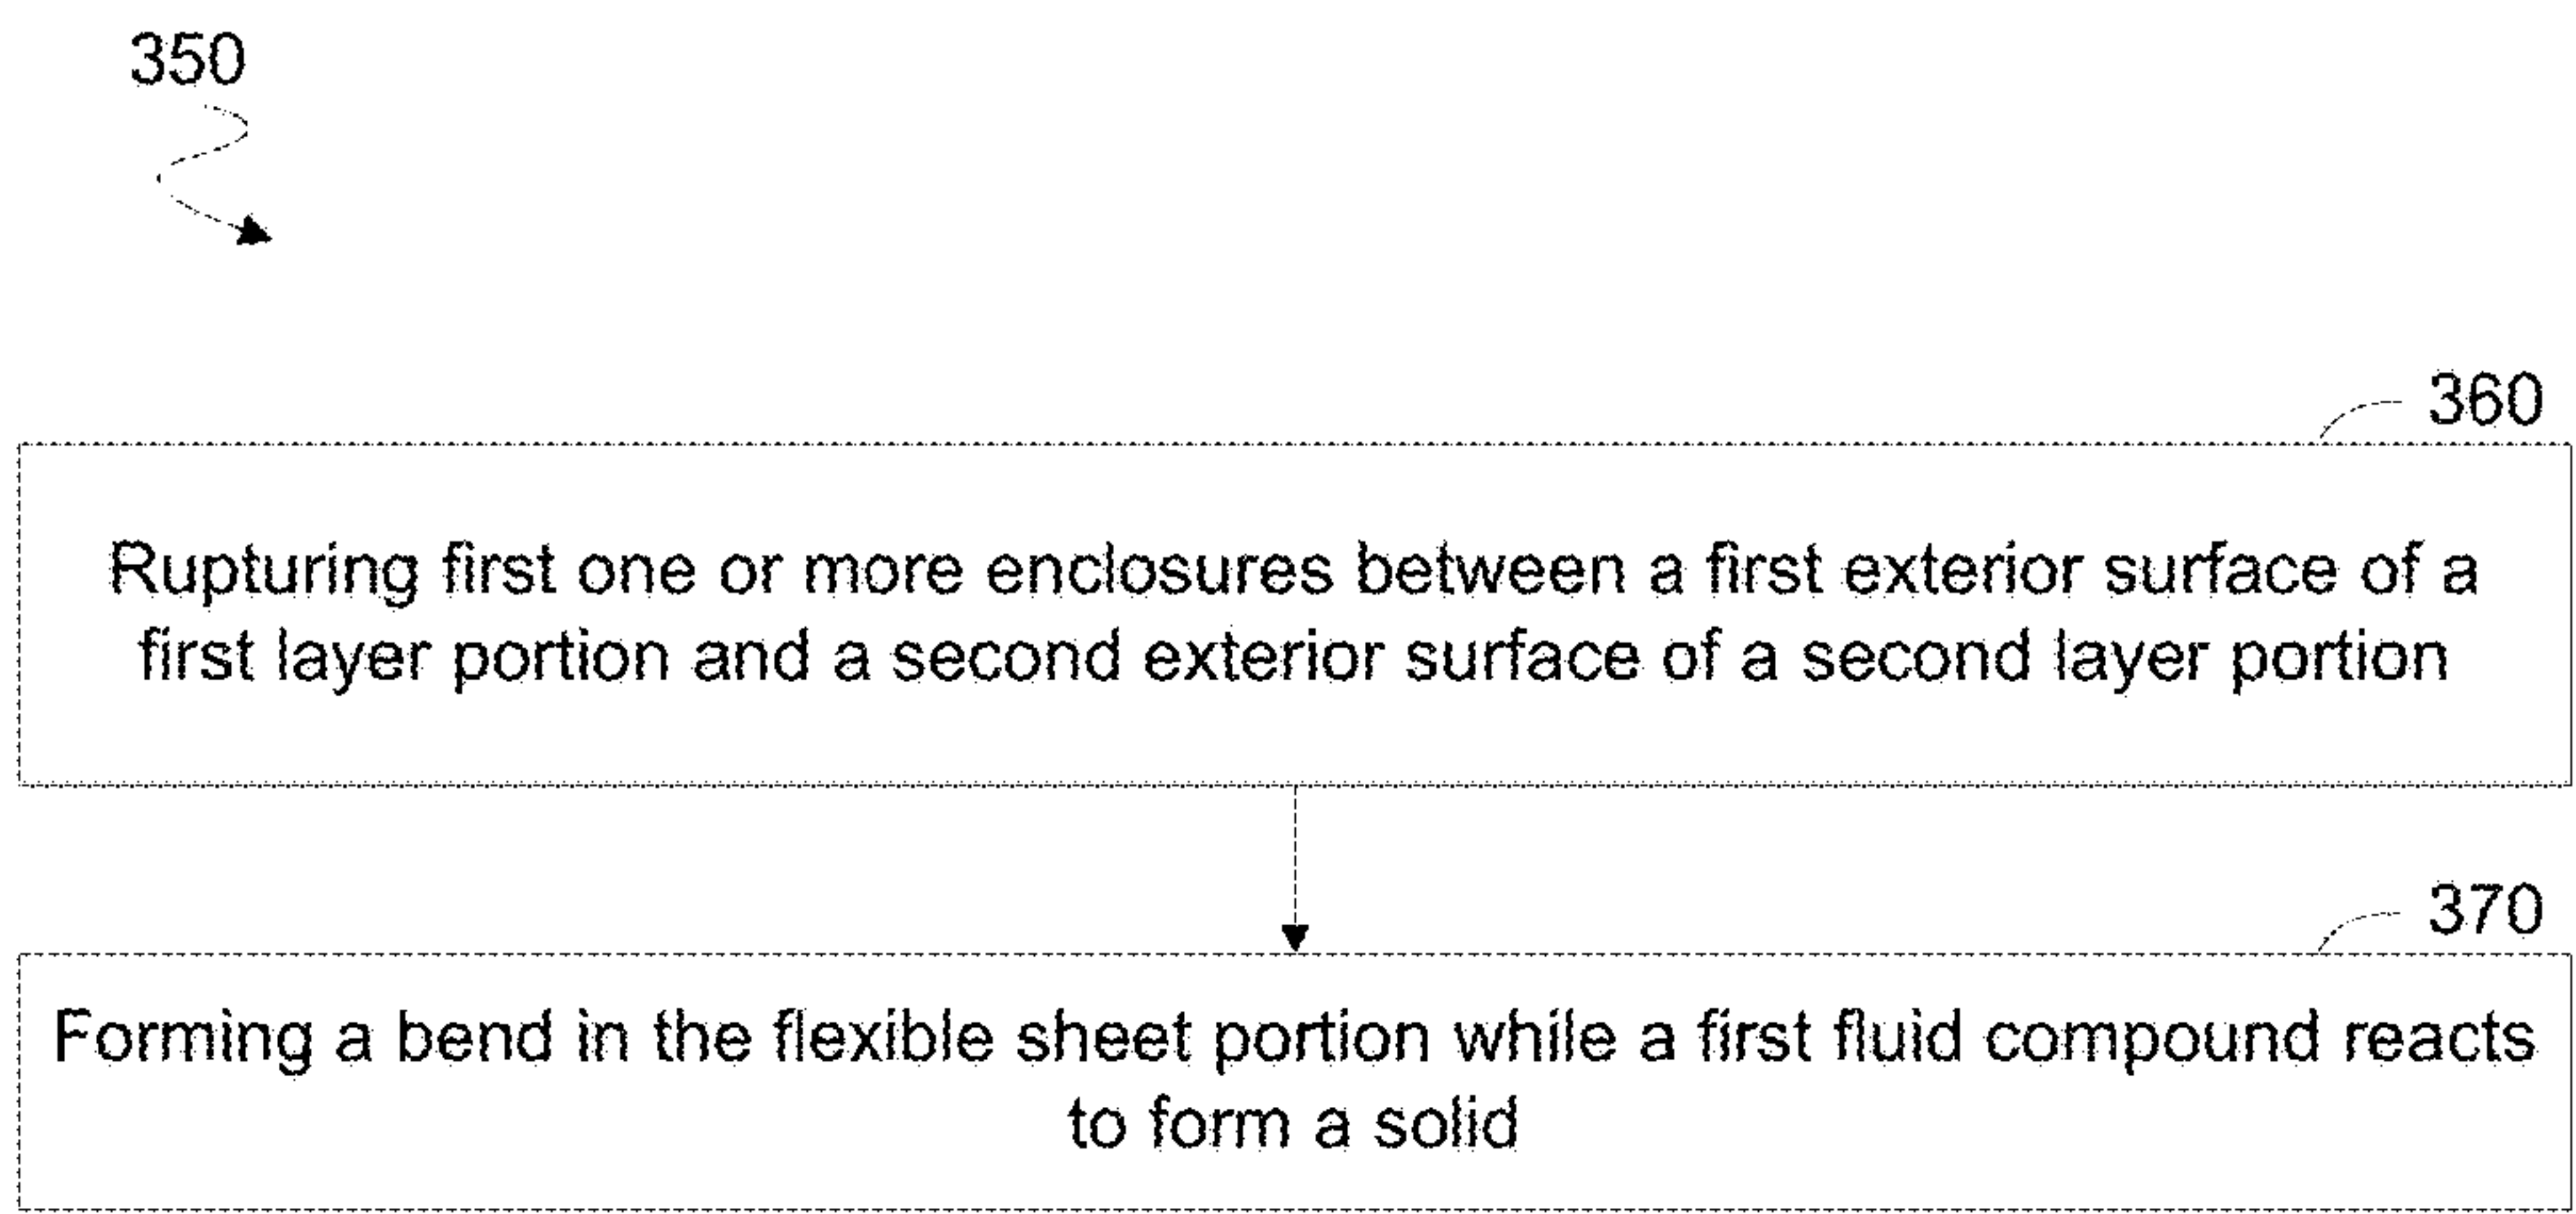 350
360
Rupturing first one or more enclosures between a first exterior surface of a
first layer portion and a second exterior surface of a second layer portion
370
Forming a bend in the flexible sheet portion while a first fluid compound reacts
to form a solid